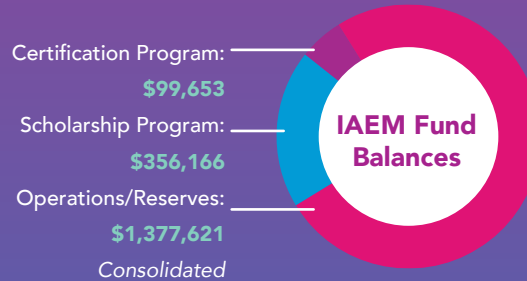 Certification Program:
$99,653
Scholarship Program:
$356,166
Operations/Reserves:
$1,377,621
Consolidated
IAEM Fund
Balances